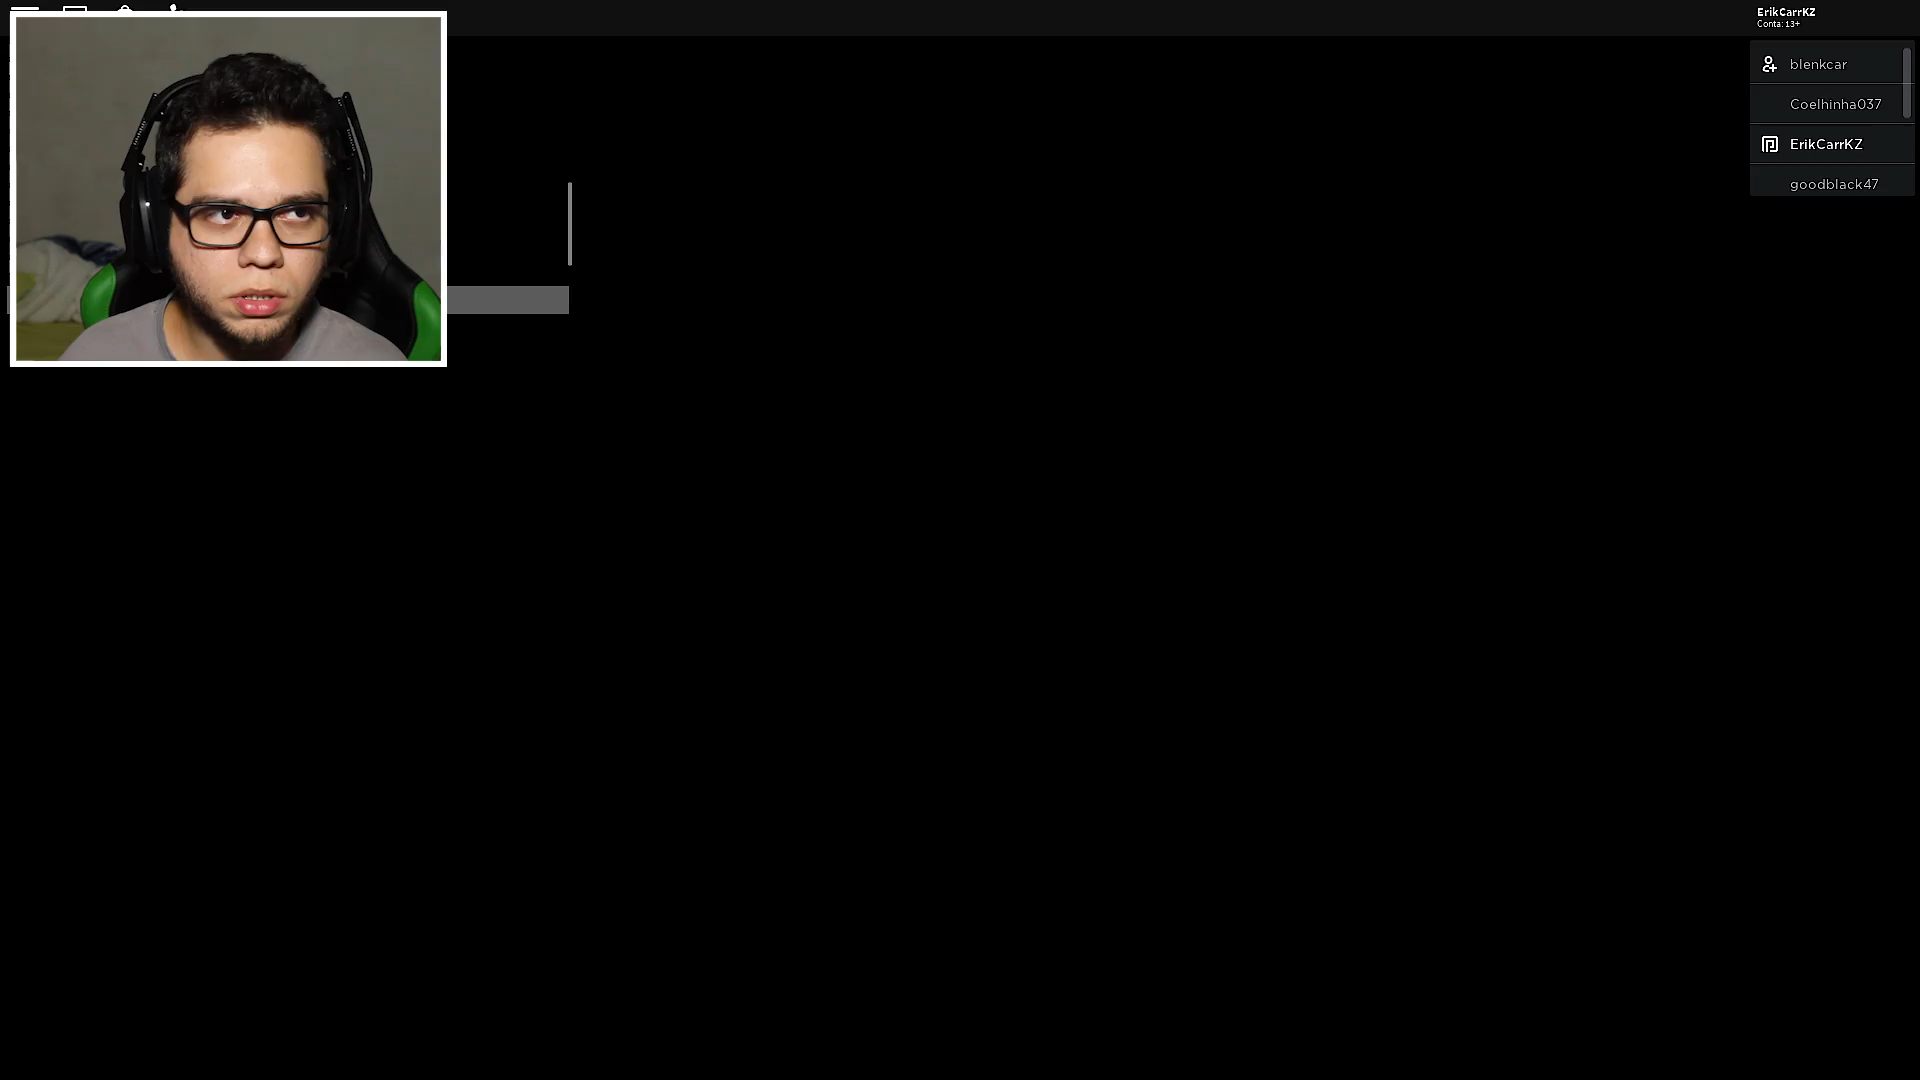 ErikCarrKZ
Conta: 13+
blenkcar
Coelhinha037
ErikCarrKZ
goodblack47